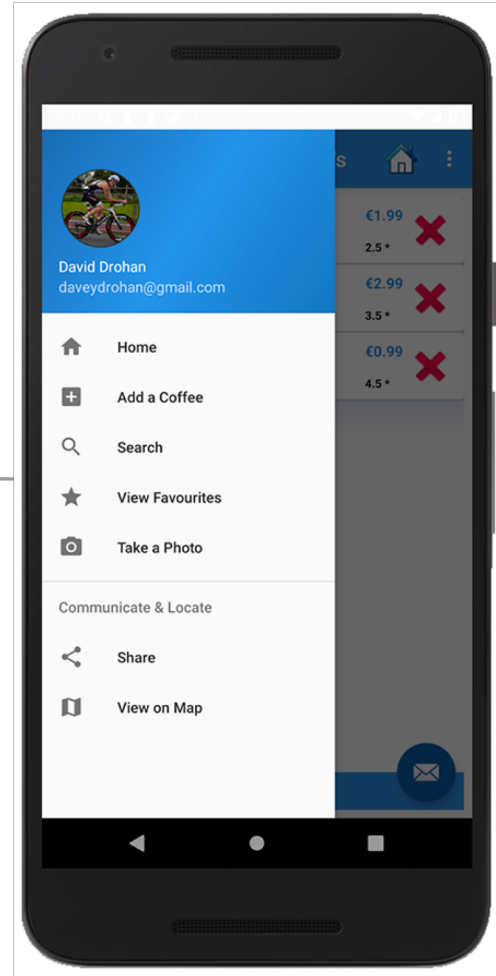 s
David Drohan
daveydrohan@gmail.com
€1.99
2.5 *
€2.99
3.5 *
€0.99
4.5 *
Home
Add a Coffee
Search
View Favourites
Take a Photo
Communicate & Locate
Share
View on Map